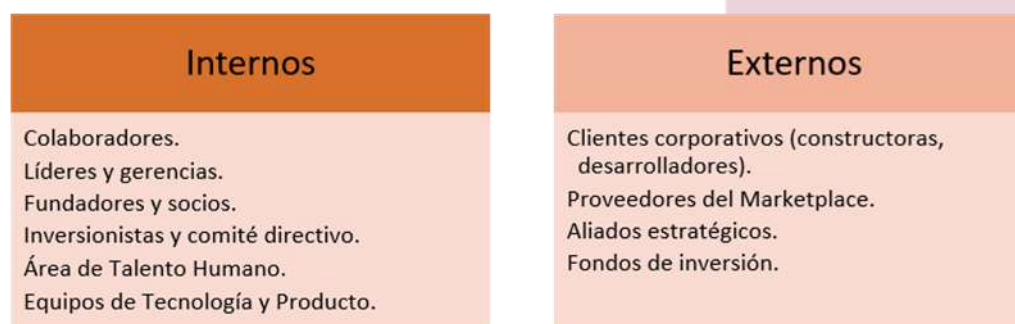 Internos
Colaboradores.
Líderes y gerencias.
Fundadores y socios.
Inversionistas y comité directivo.
Área de Talento Humano.
Equipos de Tecnología y Producto.
Externos
Clientes corporativos (constructoras,
desarrolladores).
Proveedores del Marketplace.
Aliados estratégicos.
Fondos de inversión.